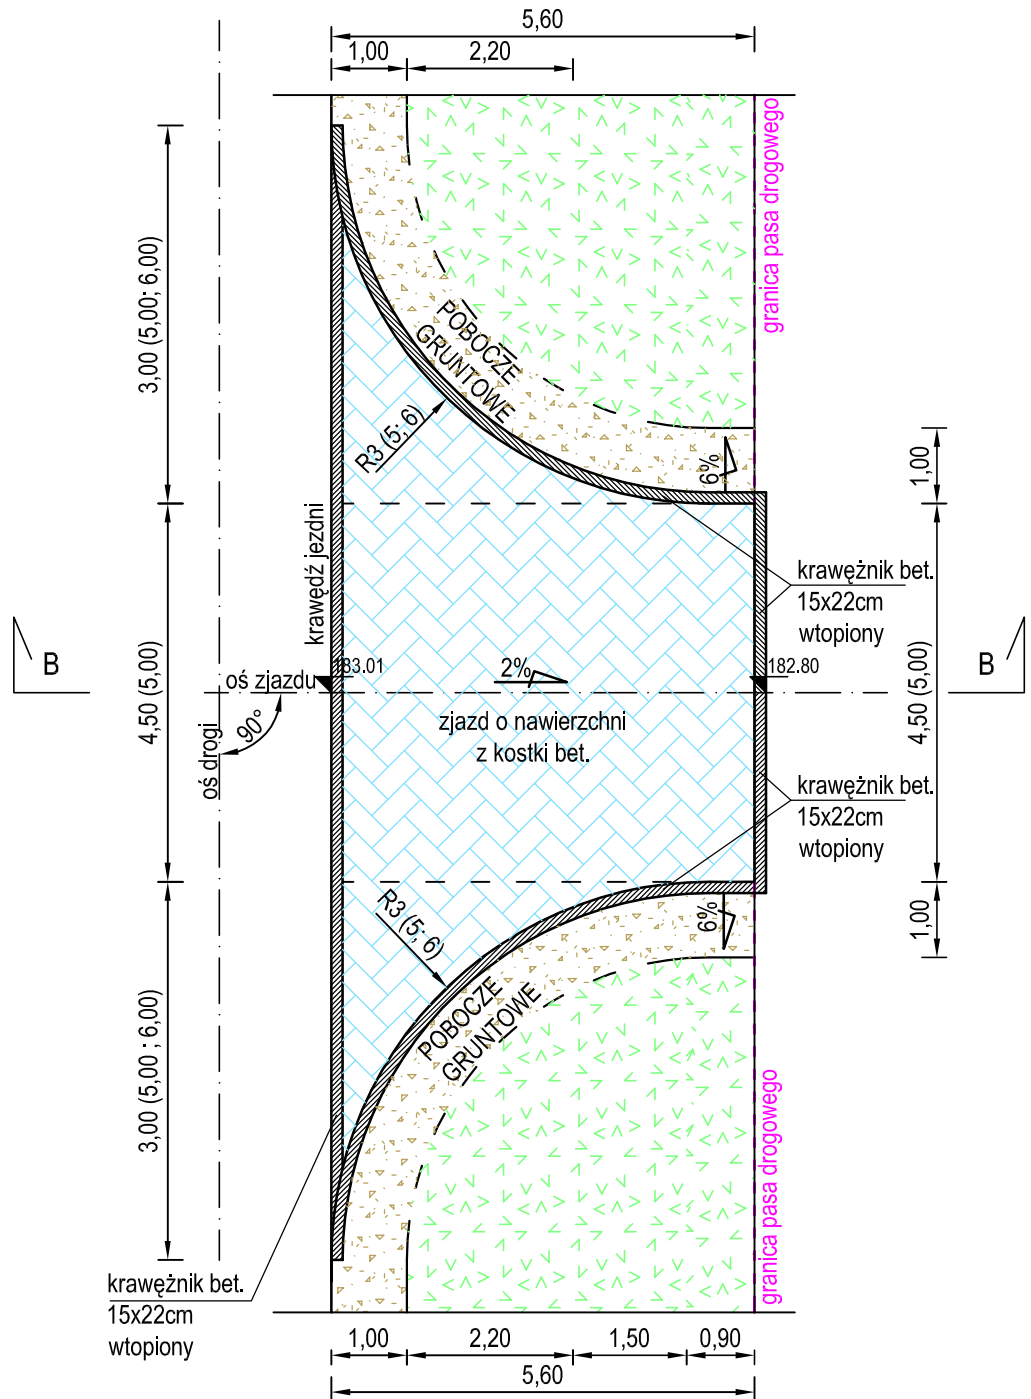 5,60
1,00
2,20
granica pasa drogowego
3,00 (5,00; 6,00)
POBOCZE
GRUNTOWE
R3 (5; 6)
6%
1,00
krawędź jezdni
krawężnik bet.
15x22cm
wtopiony
B
183.01
2%
182.80
B
oś zjazdu
4,50 (5,00)
4,50 (5,00)
90°
oś drogi
zjazd o nawierzchni
z kostki bet.
krawężnik bet.
15x22cm
wtopiony
R3 (5; 6)
6%
1,00
POBOCZE
GRUNTOWE
3,00 (5,00 ; 6,00)
granica pasa drogowego
krawężnik bet.
15x22cm
wtopiony
1,00
2,20
1,50
0,90
5,60